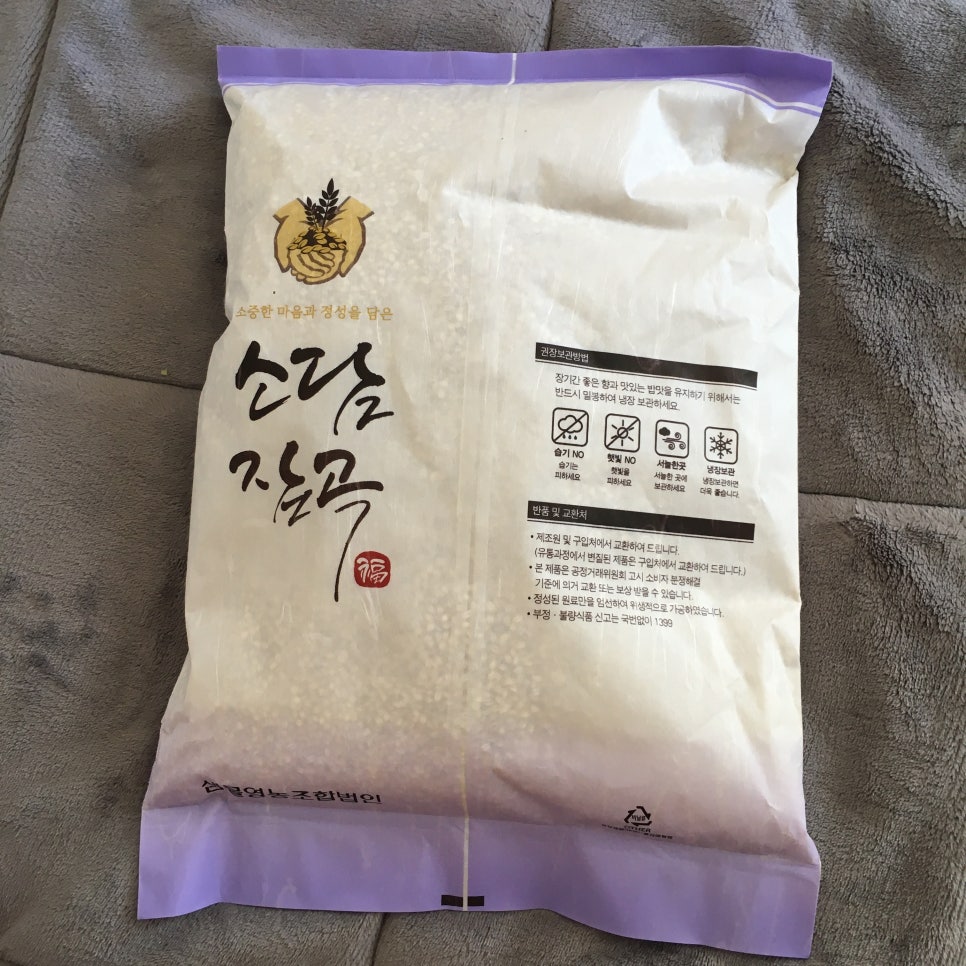 소중한 마음과 정성을 담은
소담
잡곡
福
권장보관방법
장기간 좋은 향과 맛있는 밥맛을 유지하기 위해서는
반드시 밀봉하여 냉장 보관하세요.
습기 NO
습기는
피하세요
햇빛 NO
햇빛을
피하세요
서늘한곳
서늘한 곳에
보관하세요
냉장보관
냉장보관하면
더욱 좋습니다.
반품 및 교환처
• 제조원 및 구입처에서 교환하여 드립니다.
(유통과정에서 변질된 제품은 구입처에서 교환하여 드립니다.)
• 본 제품은 공정거래위원회 고시 소비자 분쟁해결
기준에 의거 교환 또는 보상 받을 수 있습니다.
• 정성된 원료만을 엄선하여 위생적으로 가공하였습니다.
• 부정 · 불량식품 신고는 국번없이 1399
비닐류
OTHER